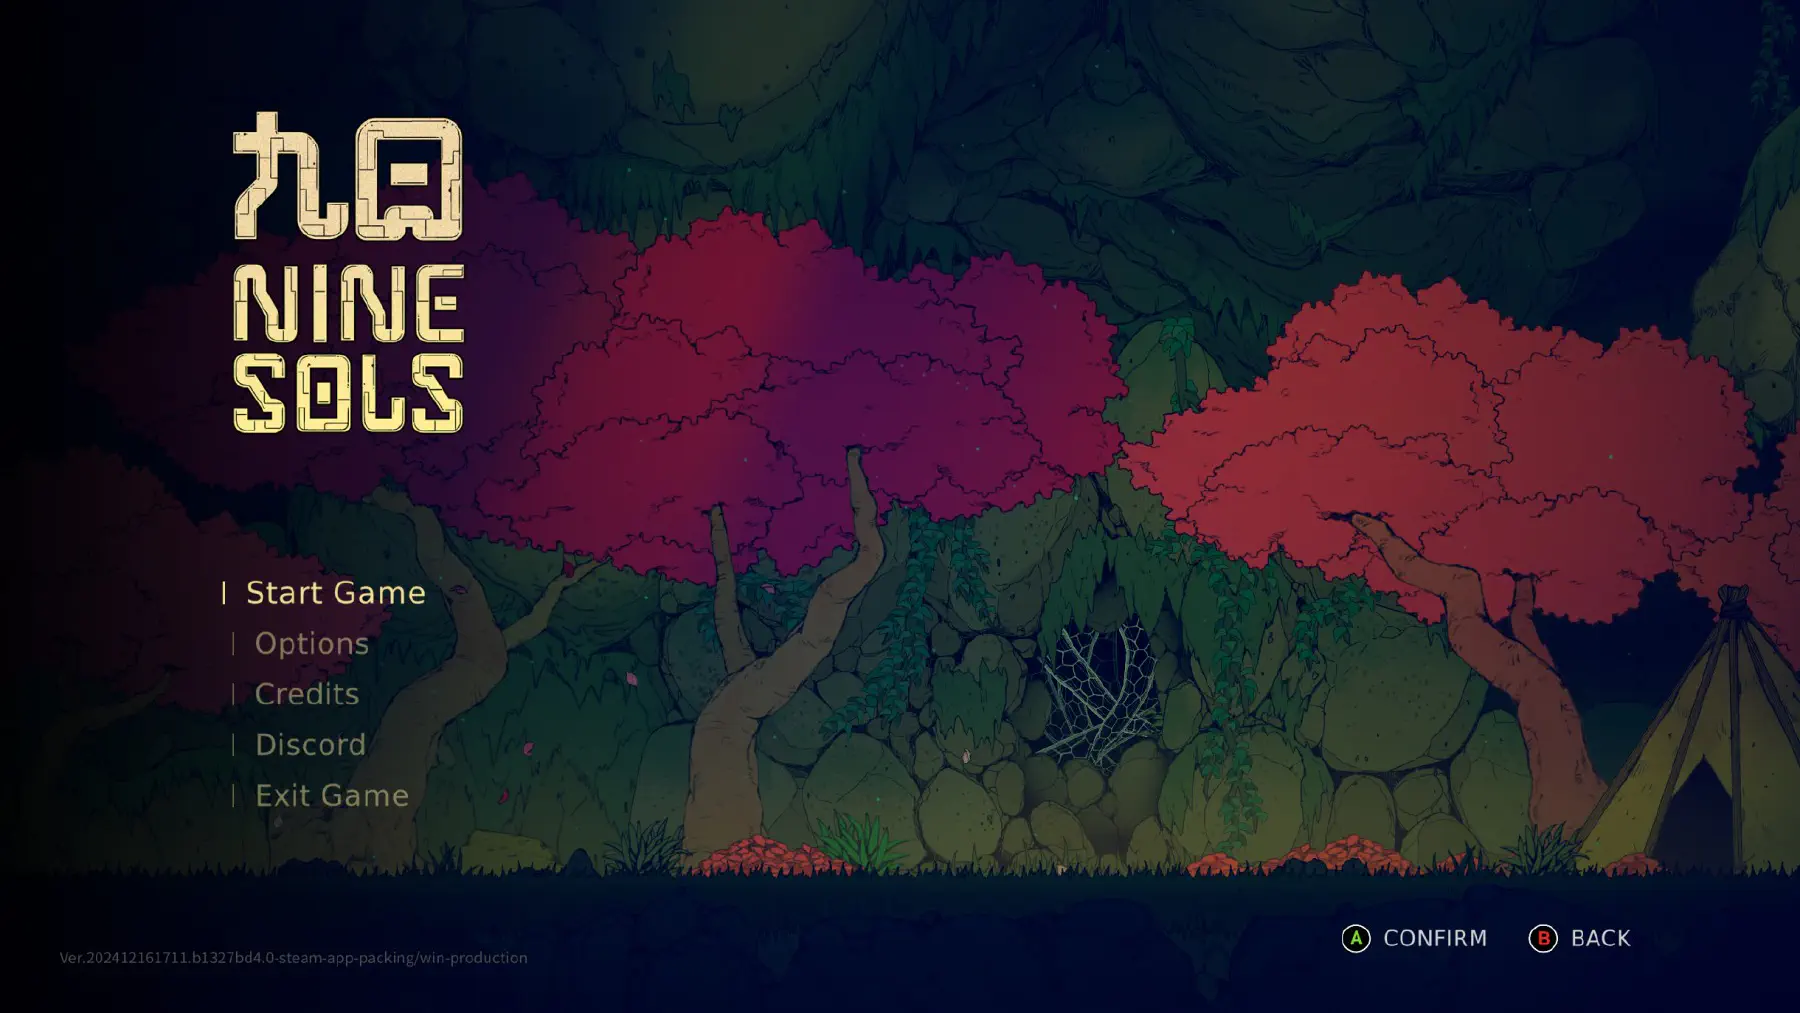 九日
NINE
SOLS
Start Game
Options
Credits
Discord
Exit Game
A CONFIRM B BACK
Ver.202412161711.b1327bd4.0-steam-app-packing/win-production